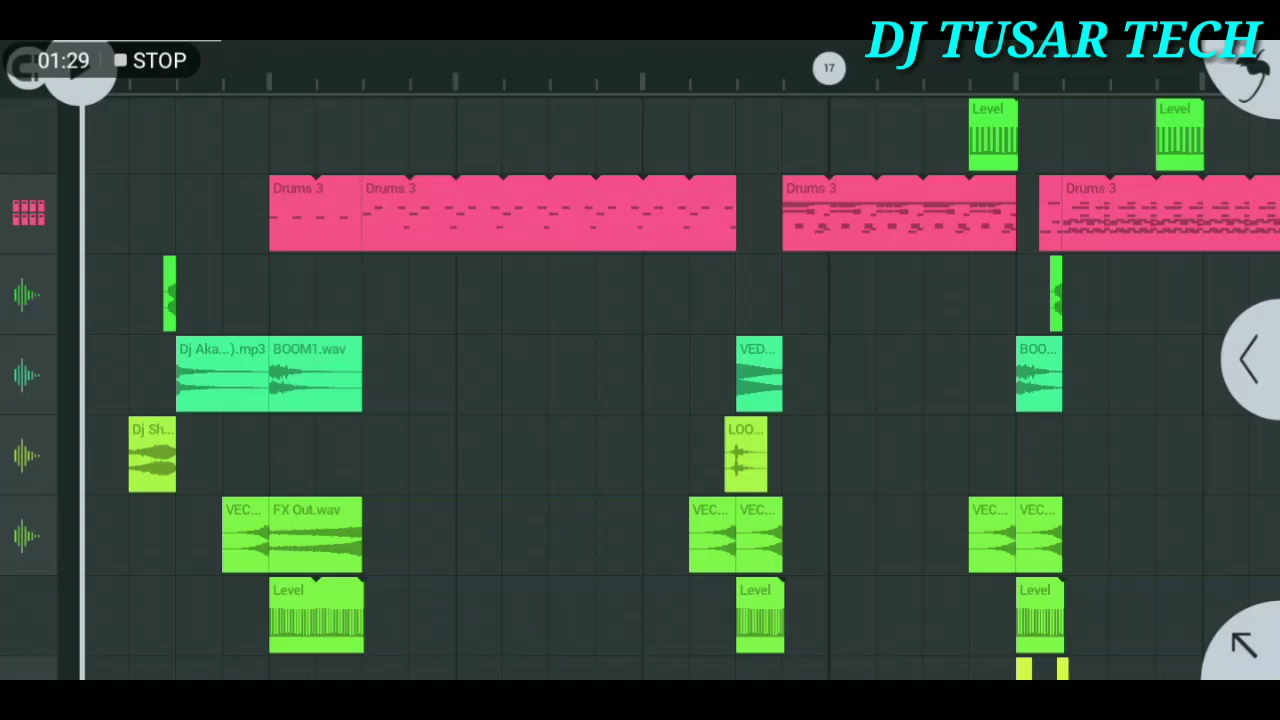 DJ TUSAR TECH
01:29 STOP
17
Level
Level
Drums 3
Drums 3
Drums 3
Drums 3
Dj Aka...).mp3
BOOM1.wav
VED...
BOO...
Dj Sh...
LOO...
VEC...
FX Out.wav
VEC...
VEC...
VEC...
VEC...
Level
Level
Level